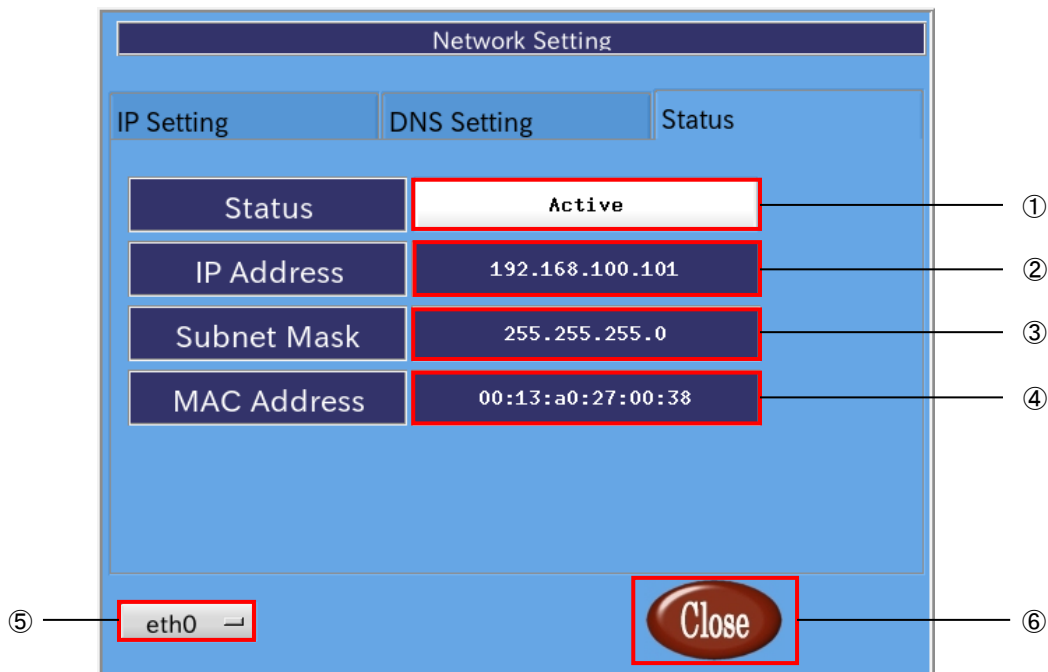 Network Setting
IP Setting DNS Setting Status
Status Active ①
IP Address 192.168.100.101 ②
Subnet Mask 255.255.255.0 ③
MAC Address 00:13:a0:27:00:38 ④
⑤ eth0 Close ⑥